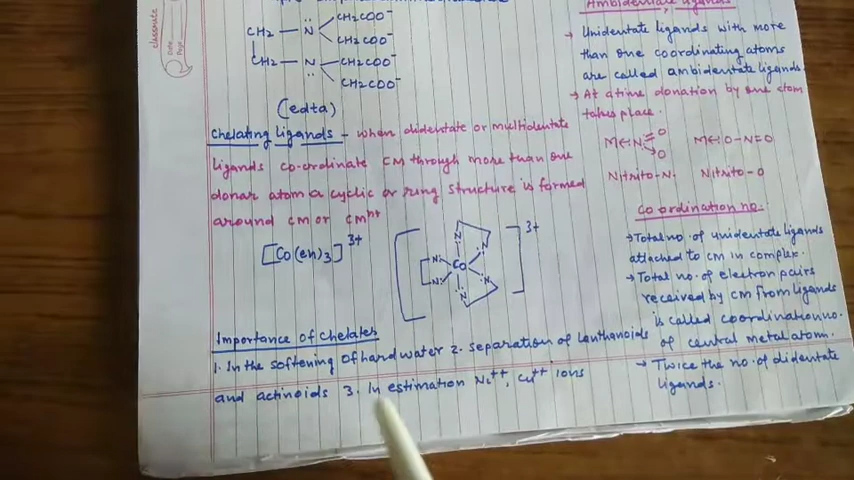 classmate
Date
Page
CH2COO-
CH2 — N
CH2COO-
CH2 — N — CH2COO-
CH2COO-
(edta)
Chelating ligands - when didentate or multidentate
ligands co-ordinate CM through more than one
donar atom a cyclic or ring structure is formed
around cm or cm^n+
[Co(en)3]^3+
3+
N
N
N
Co
N
N
N
Importance of chelates
1. In the softening of hard water 2. separation of lanthanoids
and actinoids 3. In estimation Ni++, Cu++ ions
Ambidentate ligands
→ Unidentate ligands with more
than one coordinating atoms
are called ambidentate ligands.
→ At a time donation by one atom
takes place.
M← :N O O
M← :O-N=O
Nitrito-N. Nitrito-O
Coordination no:
→ Total no. of unidentate ligands
attached to CM in complex.
→ Total no. of electron pairs
received by CM from ligands
is called coordination no.
of central metal atom.
→ Twice the no. of didentate
ligands.